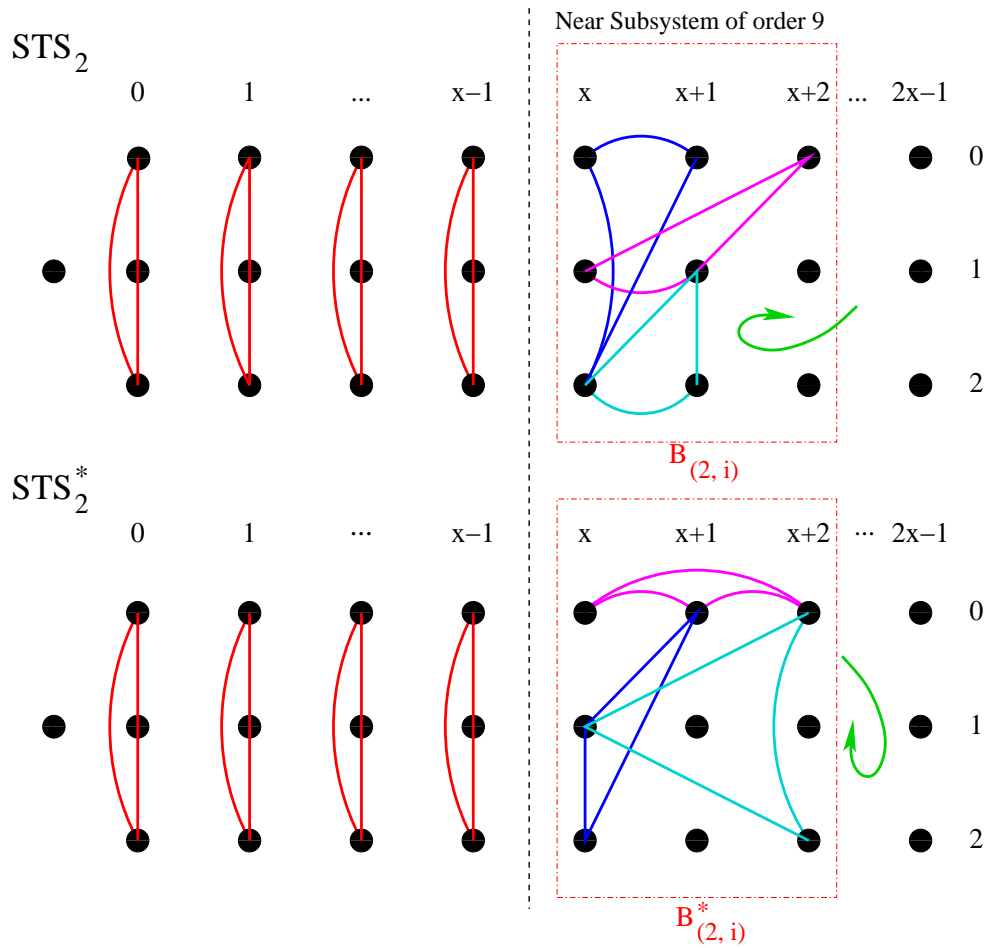 Near Subsystem of order 9
STS2
0 1 ... x−1 x x+1 x+2 ... 2x−1
0
1
2
B(2, i)
STS*2
0 1 ... x−1 x x+1 x+2 ... 2x−1
0
1
2
B*(2, i)